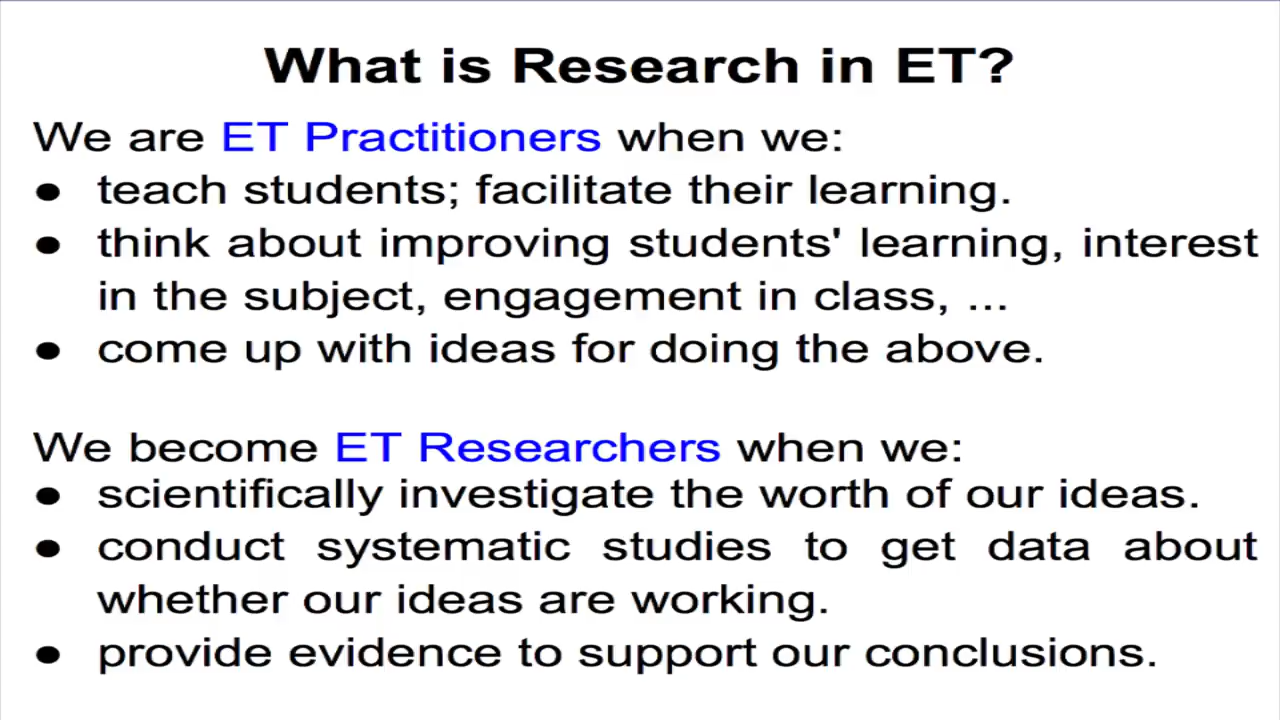 What is Research in ET?
We are ET Practitioners when we:
● teach students; facilitate their learning.
● think about improving students' learning, interest
in the subject, engagement in class, ...
● come up with ideas for doing the above.
We become ET Researchers when we:
● scientifically investigate the worth of our ideas.
● conduct systematic studies to get data about
whether our ideas are working.
● provide evidence to support our conclusions.